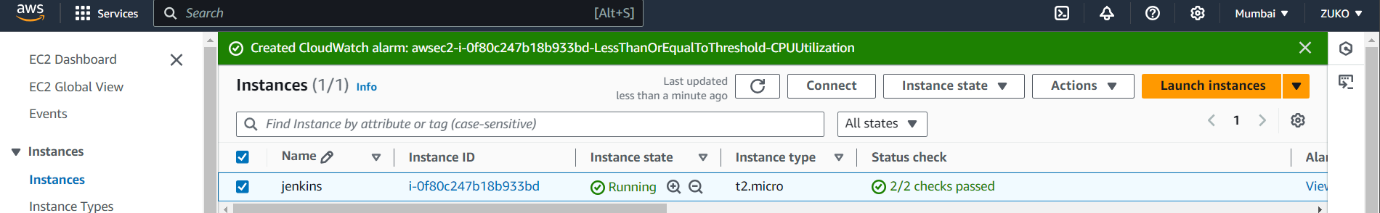 aws
Services
Search
[Alt+S]
Mumbai
ZUKO
EC2 Dashboard
EC2 Global View
Events
Instances
Instances
Instance Types
Created CloudWatch alarm: awsec2-i-0f80c247b18b933bd-LessThanOrEqualToThreshold-CPUUtilization
Instances (1/1) Info
Last updated
less than a minute ago
Connect
Instance state
Actions
Launch instances
Find Instance by attribute or tag (case-sensitive)
All states
1
Name
Instance ID
Instance state
Instance type
Status check
Alar
jenkins
i-0f80c247b18b933bd
Running
t2.micro
2/2 checks passed
View